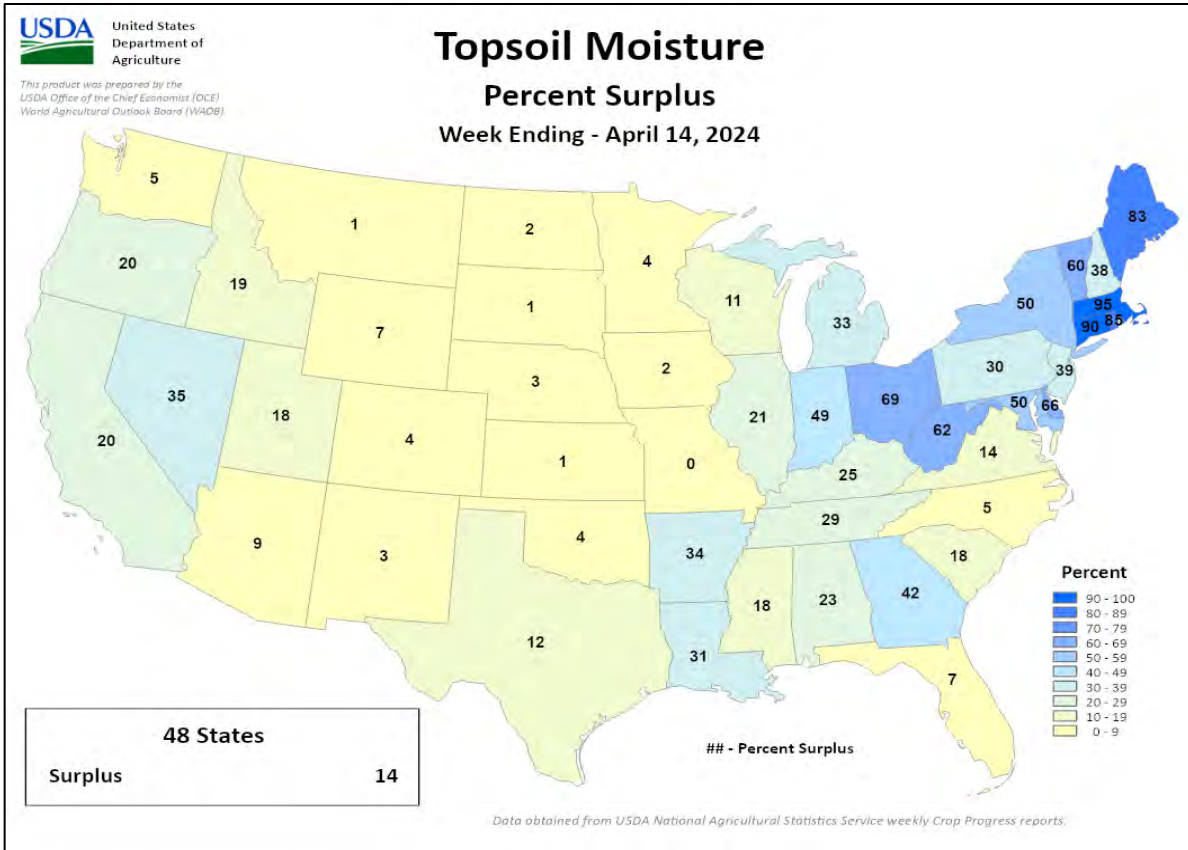 USDA
United States
Department of
Agriculture
This product was prepared by the
USDA Office of the Chief Economist (OCE)
World Agricultural Outlook Board (WAOB)
Topsoil Moisture
Percent Surplus
Week Ending - April 14, 2024
5
1
2
4
83
20
19
11
60
38
50
95
85
90
7
1
33
30
39
35
18
3
2
69
50
66
20
4
21
49
62
14
1
0
25
5
9
3
4
34
29
18
12
18
23
42
31
7
Percent
90 - 100
80 - 89
70 - 79
60 - 69
50 - 59
40 - 49
30 - 39
20 - 29
10 - 19
0 - 9
48 States
Surplus 14
## - Percent Surplus
Data obtained from USDA National Agricultural Statistics Service weekly Crop Progress reports.